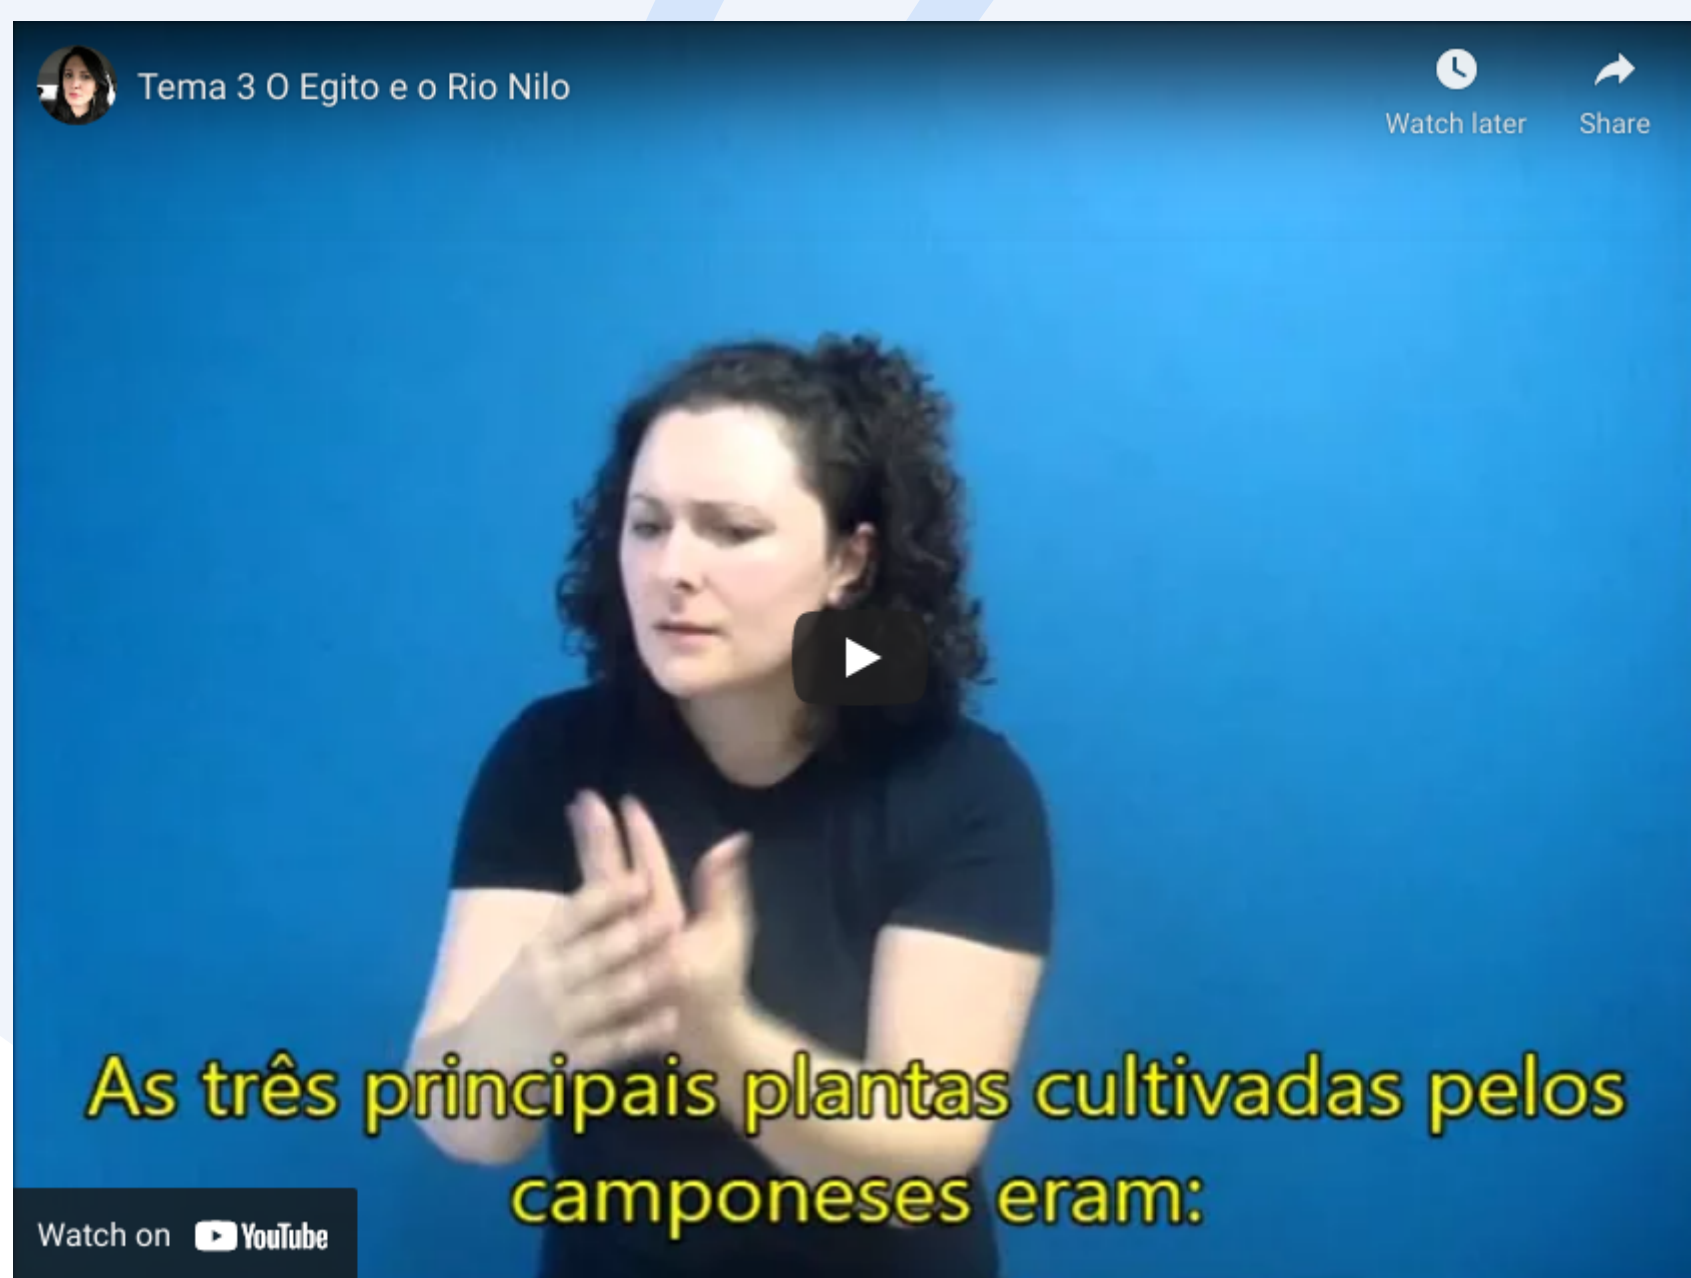 Tema 3 O Egito e o Rio Nilo
Watch later
Share
As três principais plantas cultivadas pelos
camponeses eram:
Watch on YouTube